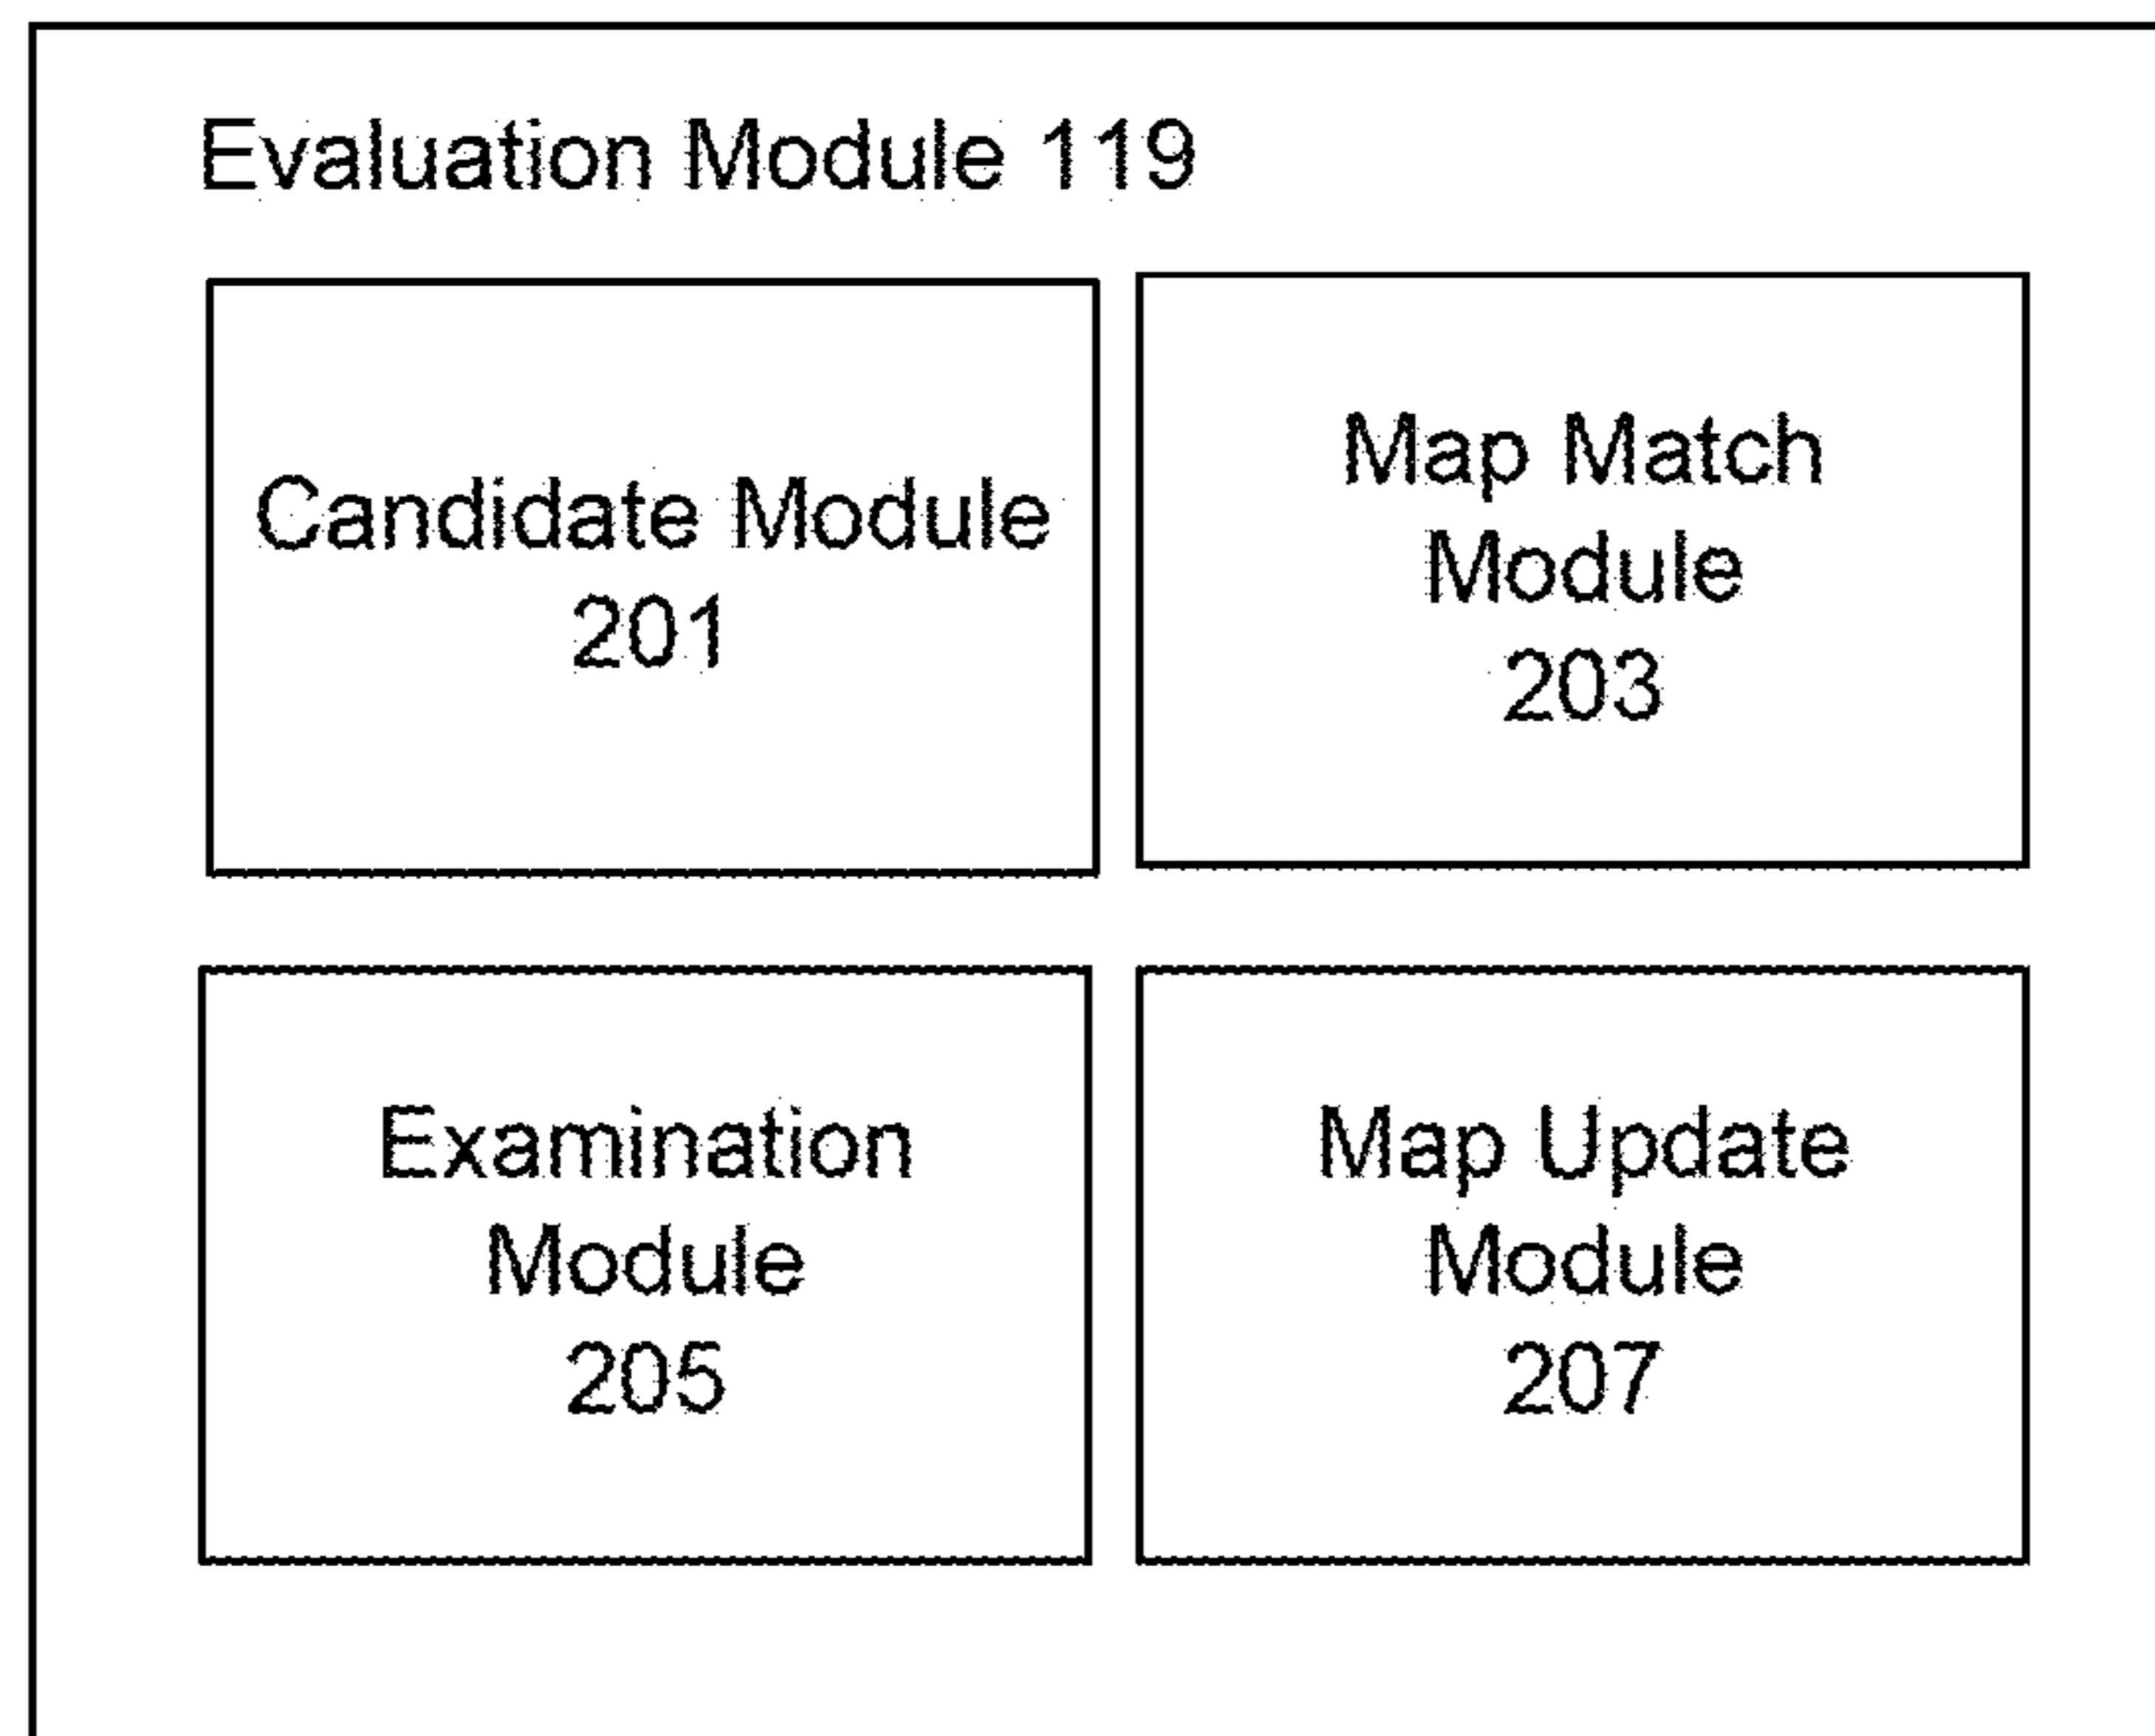 Evaluation Module 119
Candidate Module
201
Map Match
Module
203
Examination
Module
205
Map Update
Module
207